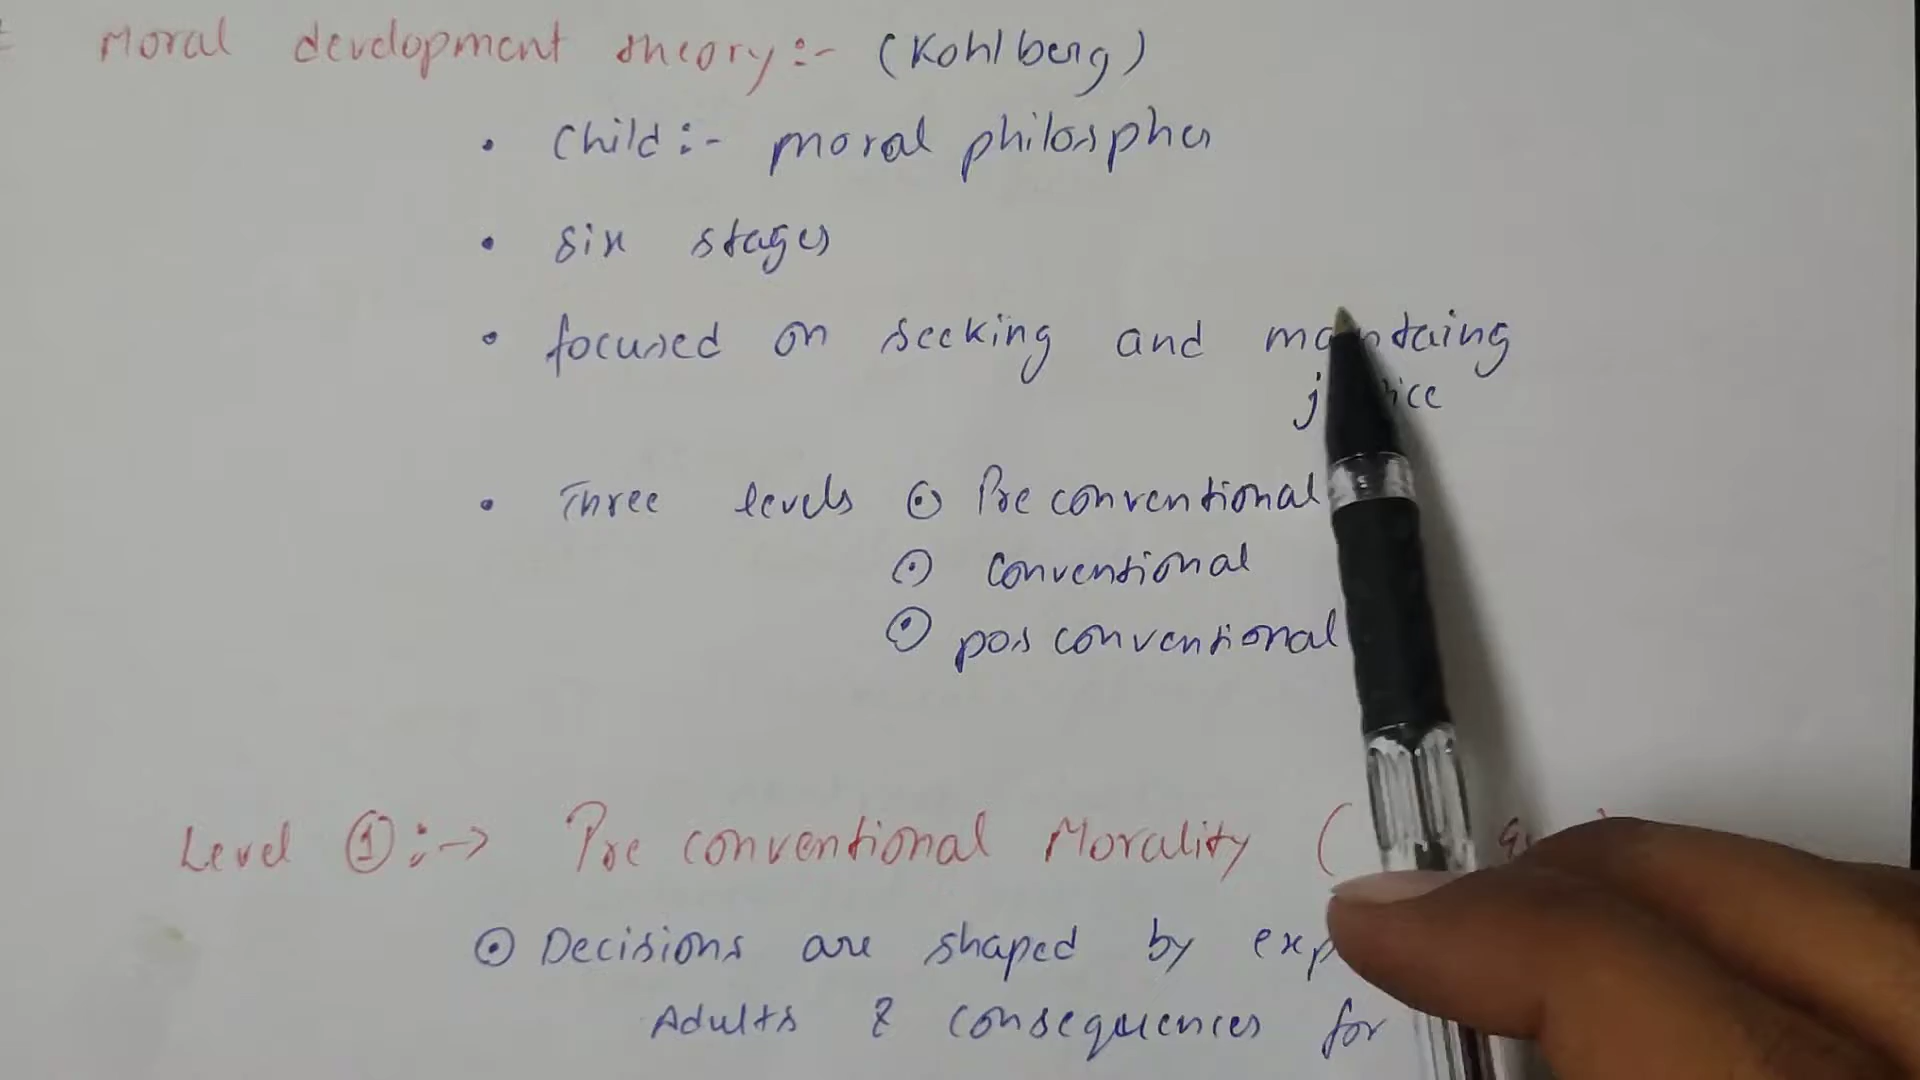 Moral development theory:- (Kohlberg)
• Child:- moral philospher
• six stages
• focused on seeking and
• Three levels ⊙ Pre conventional
⊙ conventional
⊙ pos conventional
Level ①:-> Pre conventional Morality (
⊙ Decisions are shaped by
Adults & consequences for